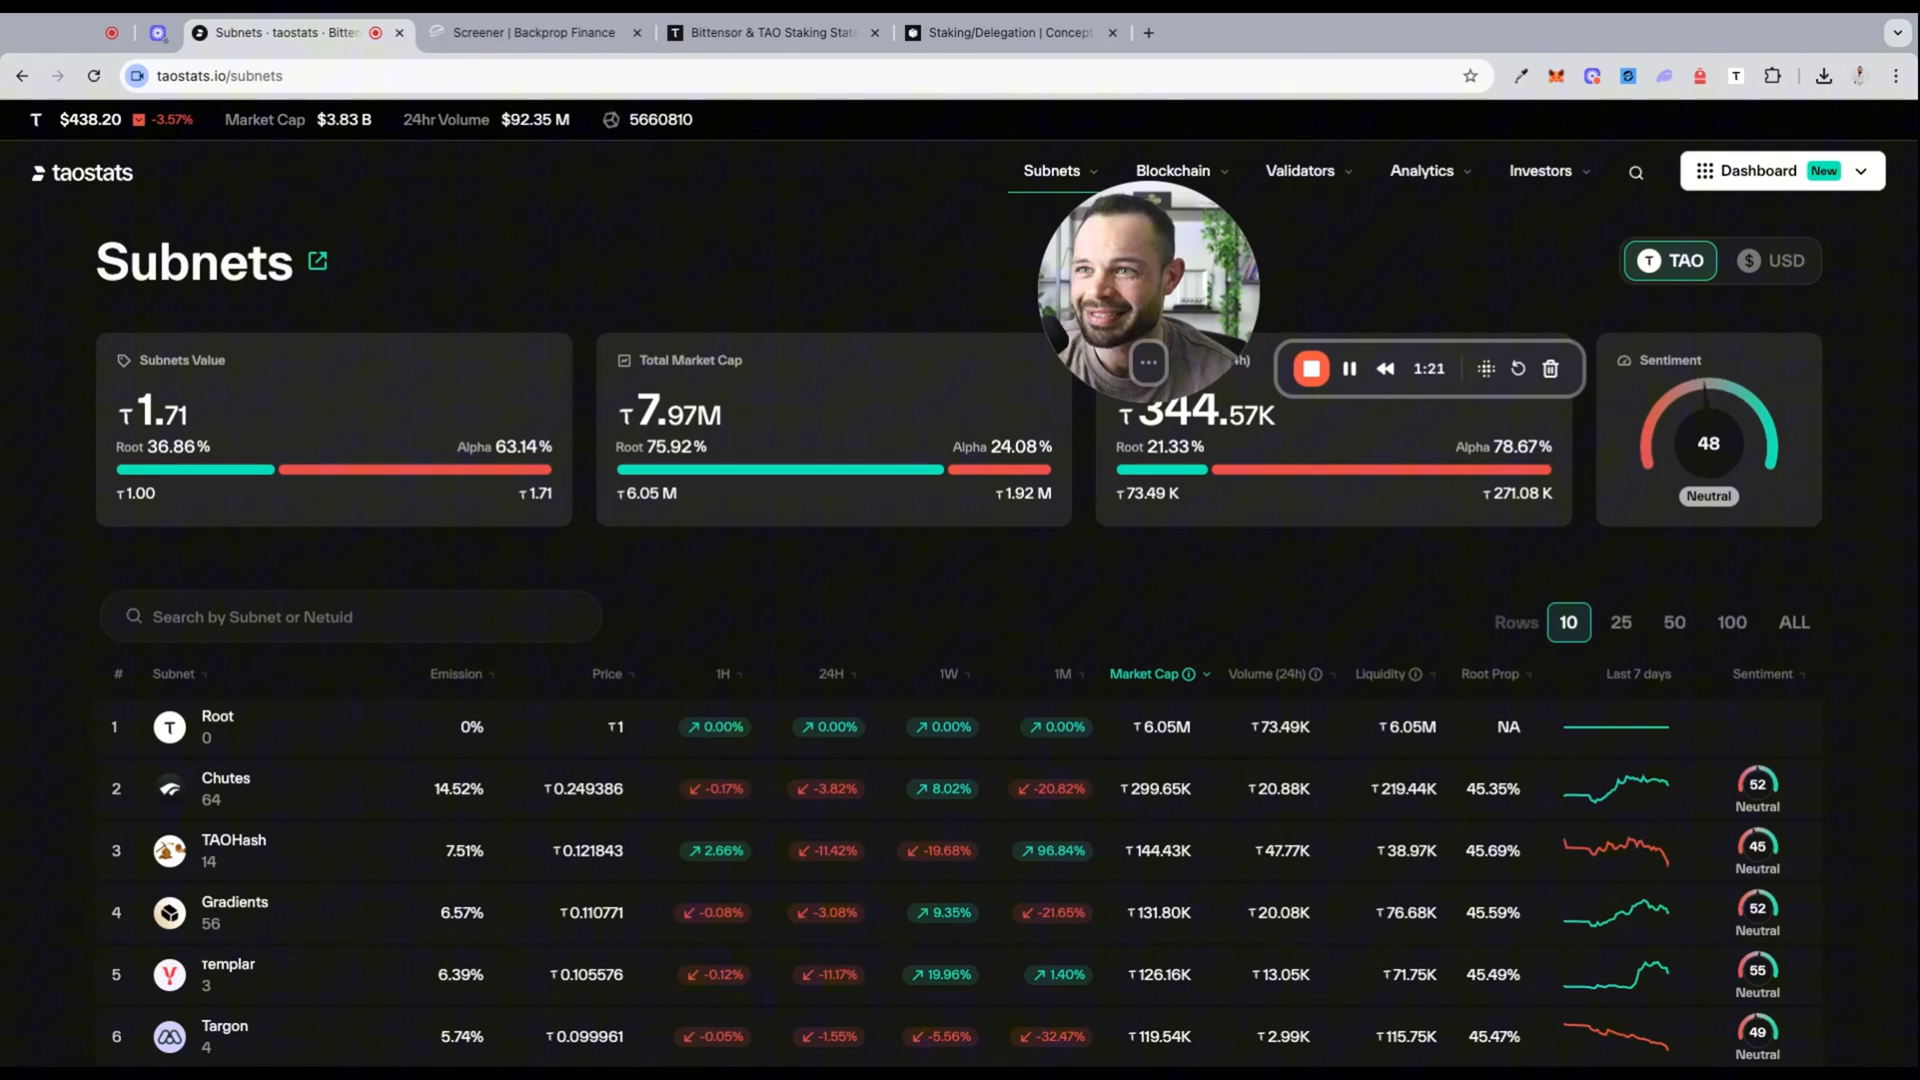 Subnets · taostats · Bitten
Screener | Backprop Finance
Bittensor & TAO Staking Stats
Staking/Delegation | Concept
taostats.io/subnets
$438.20 -3.57% Market Cap $3.83 B 24hr Volume $92.35 M 5660810
taostats
Subnets Blockchain Validators Analytics Investors Dashboard New
Subnets
TAO USD
Subnets Value
τ1.71
Root 36.86% Alpha 63.14%
τ1.00 τ1.71
Total Market Cap
τ7.97M
Root 75.92% Alpha 24.08%
τ6.05 M τ1.92 M
1:21
τ344.57K
Root 21.33% Alpha 78.67%
τ73.49 K τ271.08 K
Sentiment
48
Neutral
Search by Subnet or Netuid
Rows 10 25 50 100 ALL
# Subnet Emission Price 1H 24H 1W 1M Market Cap Volume (24h) Liquidity Root Prop Last 7 days Sentiment
1 Root 0 0% τ1 0.00% 0.00% 0.00% 0.00% τ6.05M τ73.49K τ6.05M NA
2 Chutes 64 14.52% τ0.249386 -0.17% -3.82% 8.02% -20.82% τ299.65K τ20.88K τ219.44K 45.35% 52 Neutral
3 TAOHash 14 7.51% τ0.121843 2.66% -11.42% -19.68% 96.84% τ144.43K τ47.77K τ38.97K 45.69% 45 Neutral
4 Gradients 56 6.57% τ0.110771 -0.08% -3.08% 9.35% -21.65% τ131.80K τ20.08K τ76.68K 45.59% 52 Neutral
5 τemplar 3 6.39% τ0.105576 -0.12% -11.17% 19.96% 1.40% τ126.16K τ13.05K τ71.75K 45.49% 55 Neutral
6 Targon 4 5.74% τ0.099961 -0.05% -1.55% -5.56% -32.47% τ119.54K τ2.99K τ115.75K 45.47% 49 Neutral